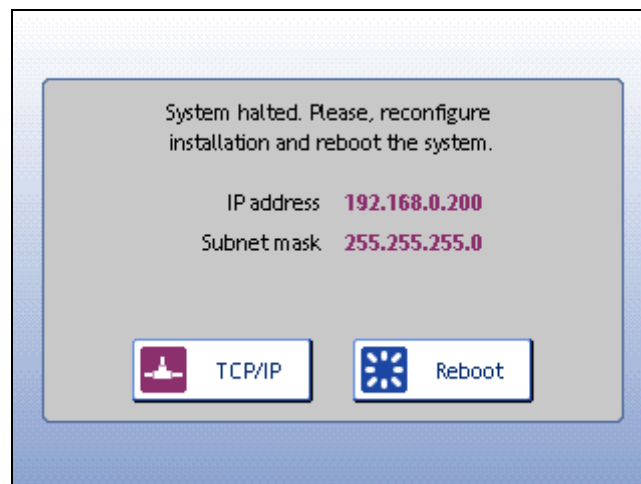 System halted. Please, reconfigure
installation and reboot the system.
IP address 192.168.0.200
Subnet mask 255.255.255.0
TCP/IP Reboot